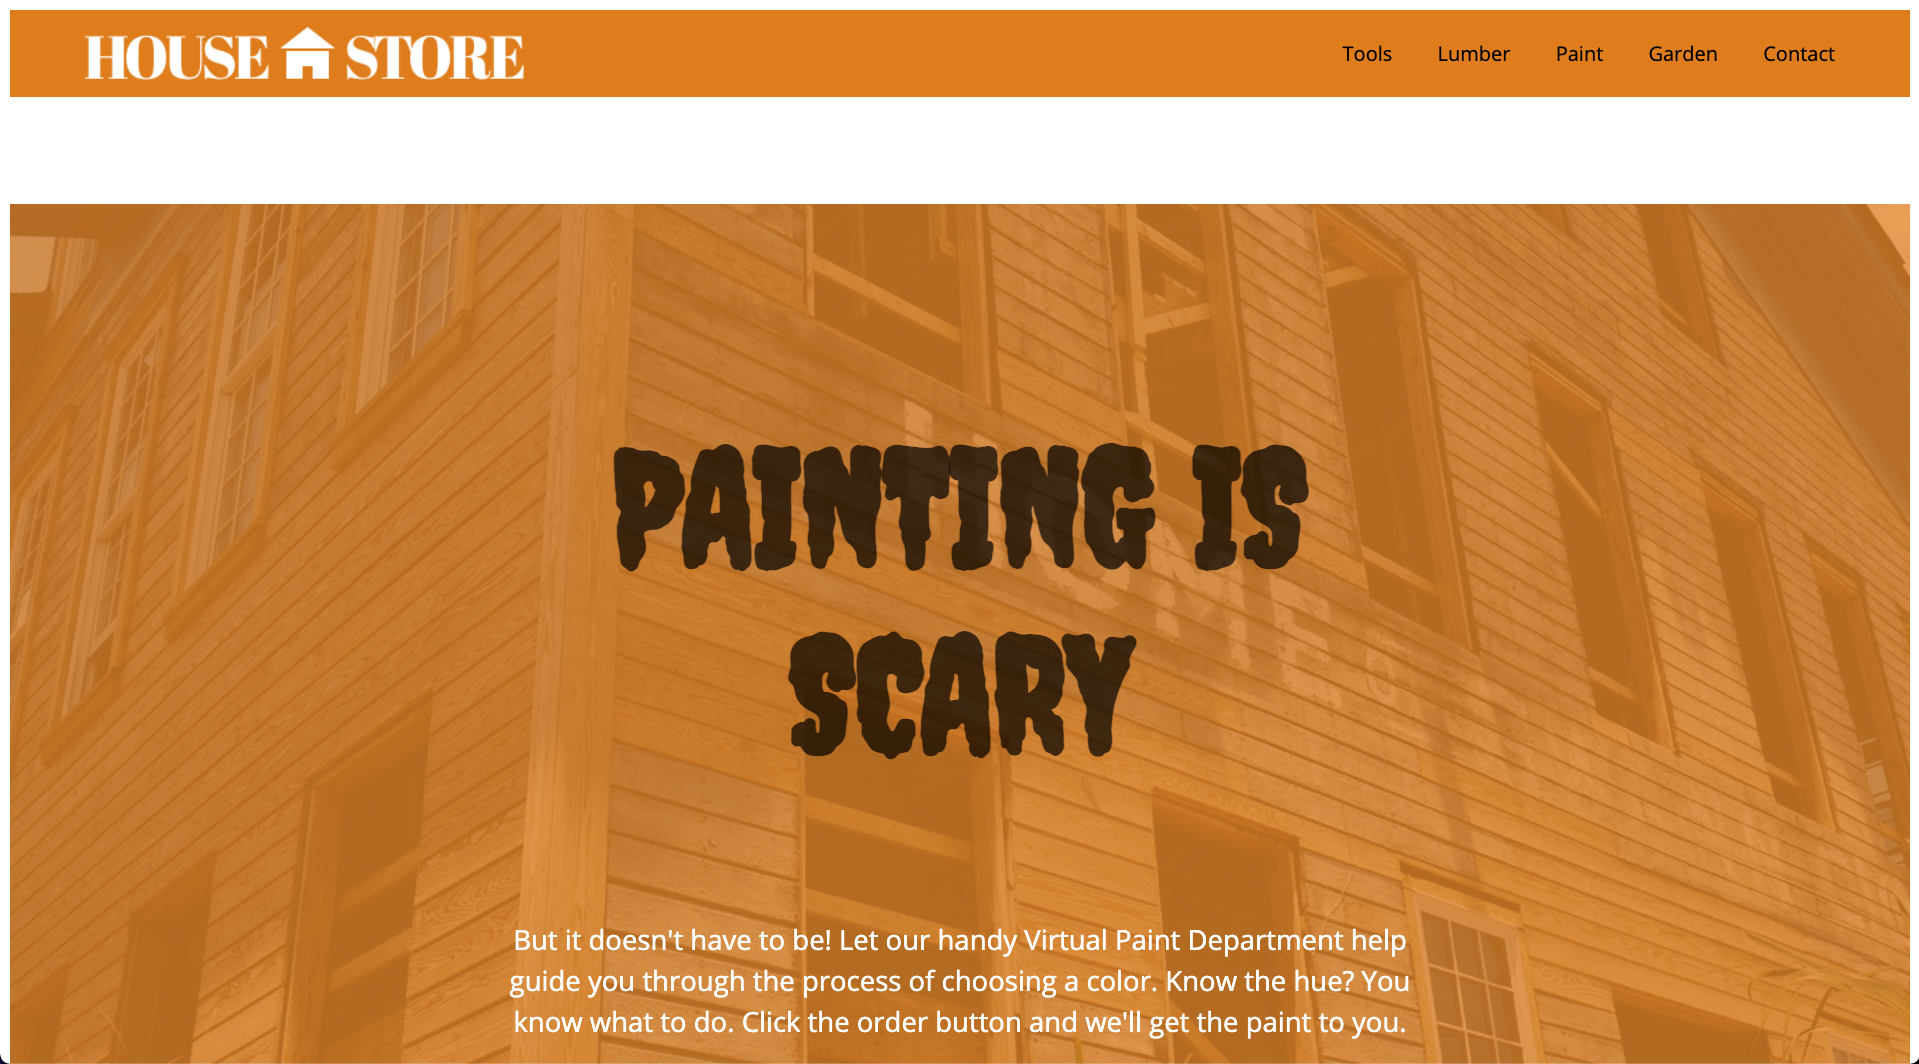 HOUSE STORE
Tools Lumber Paint Garden Contact
PAINTING IS
SCARY
But it doesn't have to be! Let our handy Virtual Paint Department help
guide you through the process of choosing a color. Know the hue? You
know what to do. Click the order button and we'll get the paint to you.